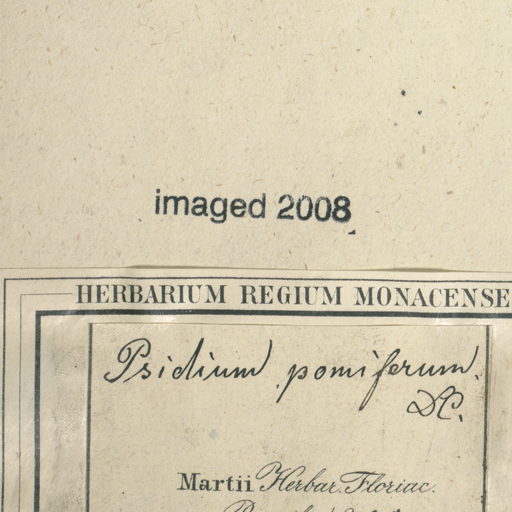 imaged 2008
HERBARIUM REGIUM MONACENSE
Psidium pomiferum.
DC.
Martii Herbar. Floriac.